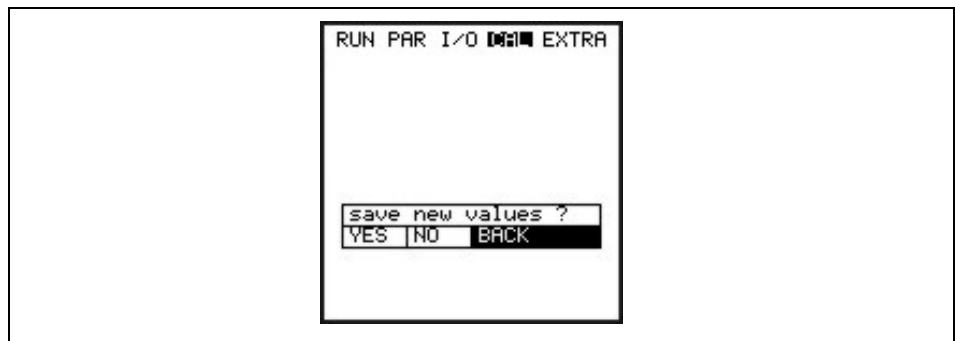 RUN PAR I/O CAL EXTRA
save new values ?
YES NO BACK